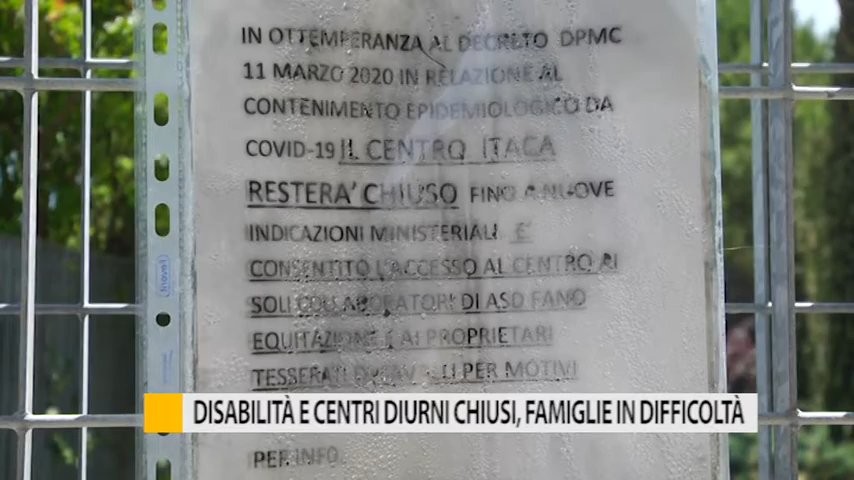 IN OTTEMPERANZA AL DECRETO DPMC
11 MARZO 2020 IN RELAZIONE AL
CONTENIMENTO EPIDEMIOLOGICO DA
COVID-19 IL CENTRO ITACA
RESTERA' CHIUSO FINO A NUOVE
INDICAZIONI MINISTERIALI E'
CONSENTITO L'ACCESSO AL CENTRO AI
SOLI COLLABORATORI DI ASD FANO
EQUITAZIONE E AI PROPRIETARI
TESSERATI PER MOTIVI
DISABILITÀ E CENTRI DIURNI CHIUSI, FAMIGLIE IN DIFFICOLTÀ
PER INFO.